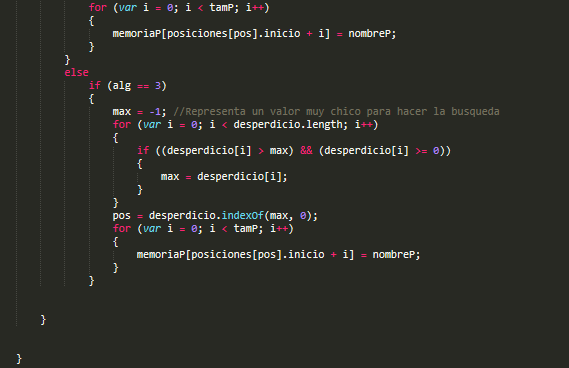 for (var i = 0; i < tamP; i++)
{
memoriaP[posiciones[pos].inicio + i] = nombreP;
}
}
else
if (alg == 3)
{
max = -1; //Representa un valor muy chico para hacer la busqueda
for (var i = 0; i < desperdicio.length; i++)
{
if ((desperdicio[i] > max) && (desperdicio[i] >= 0))
{
max = desperdicio[i];
}
}
pos = desperdicio.indexOf(max, 0);
for (var i = 0; i < tamP; i++)
{
memoriaP[posiciones[pos].inicio + i] = nombreP;
}
}
}
}